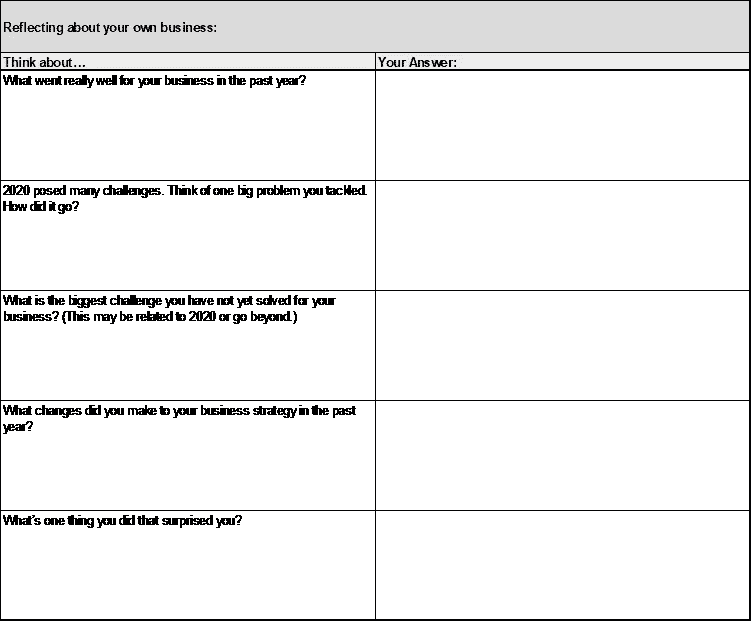 Reflecting about your own business:
Think about…
Your Answer:
What went really well for your business in the past year?
2020 posed many challenges. Think of one big problem you tackled.
How did it go?
What is the biggest challenge you have not yet solved for your
business? (This may be related to 2020 or go beyond.)
What changes did you make to your business strategy in the past
year?
What's one thing you did that surprised you?